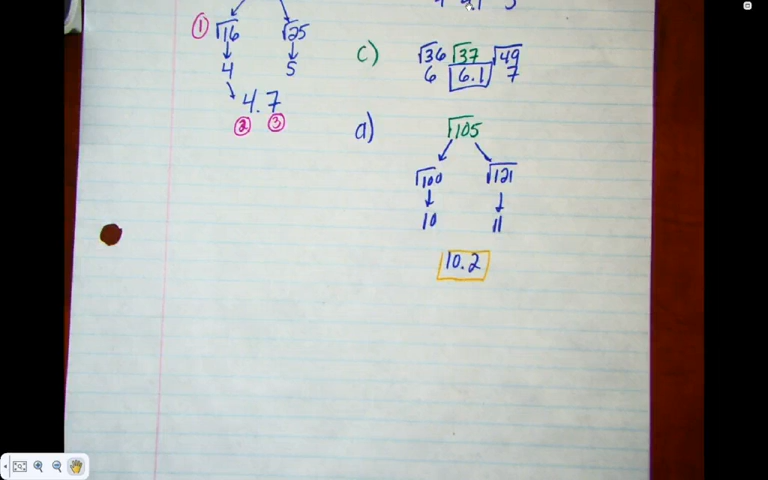 ① √16 √25
4 5
4.7
② ③
c) √36 √37 √49
6 6.1 7
d) √105
√100 √121
10 11
10.2